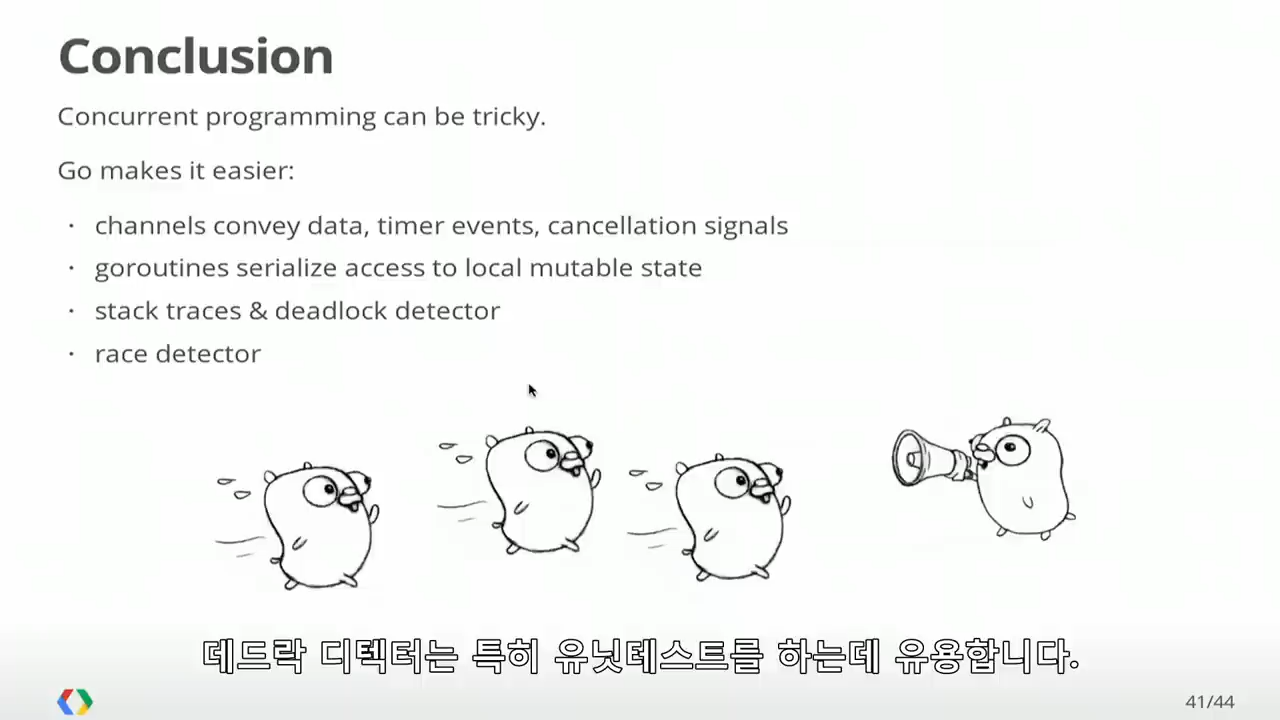 Conclusion
Concurrent programming can be tricky.
Go makes it easier:
· channels convey data, timer events, cancellation signals
· goroutines serialize access to local mutable state
· stack traces & deadlock detector
· race detector
데드락 디텍터는 특히 유닛테스트를 하는데 유용합니다.
41/44